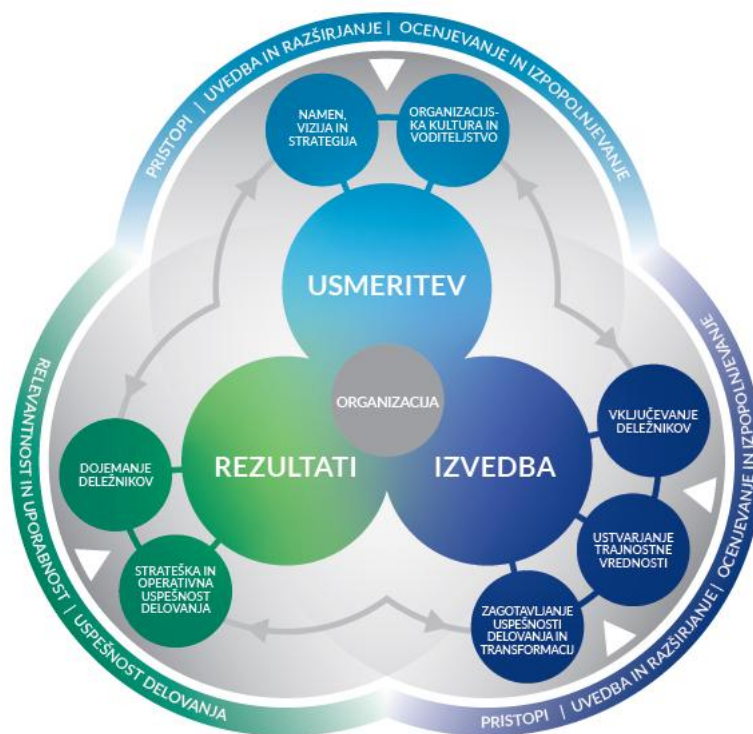 PRISTOPI | UVEDBA IN RAZŠIRJANJE | OCENJEVANJE IN IZPOPOLNJEVANJE
NAMEN,
VIZIJA IN
STRATEGIJA
ORGANIZACIJS-
KA KULTURA IN
VODITELJSTVO
USMERITEV
ORGANIZACIJA
REZULTATI
IZVEDBA
DOJEMANJE
DELEŽNIKOV
STRATEŠKA IN
OPERATIVNA
USPEŠNOST
DELOVANJA
VKLJUČEVANJE
DELEŽNIKOV
USTVARJANJE
TRAJNOSTNE
VREDNOSTI
ZAGOTAVLJANJE
USPEŠNOSTI
DELOVANJA IN
TRANSFORMACIJ
RELEVANTNOST IN UPORABNOST | USPEŠNOST DELOVANJA
PRISTOPI | UVEDBA IN RAZŠIRJANJE | OCENJEVANJE IN IZPOPOLNJEVANJE